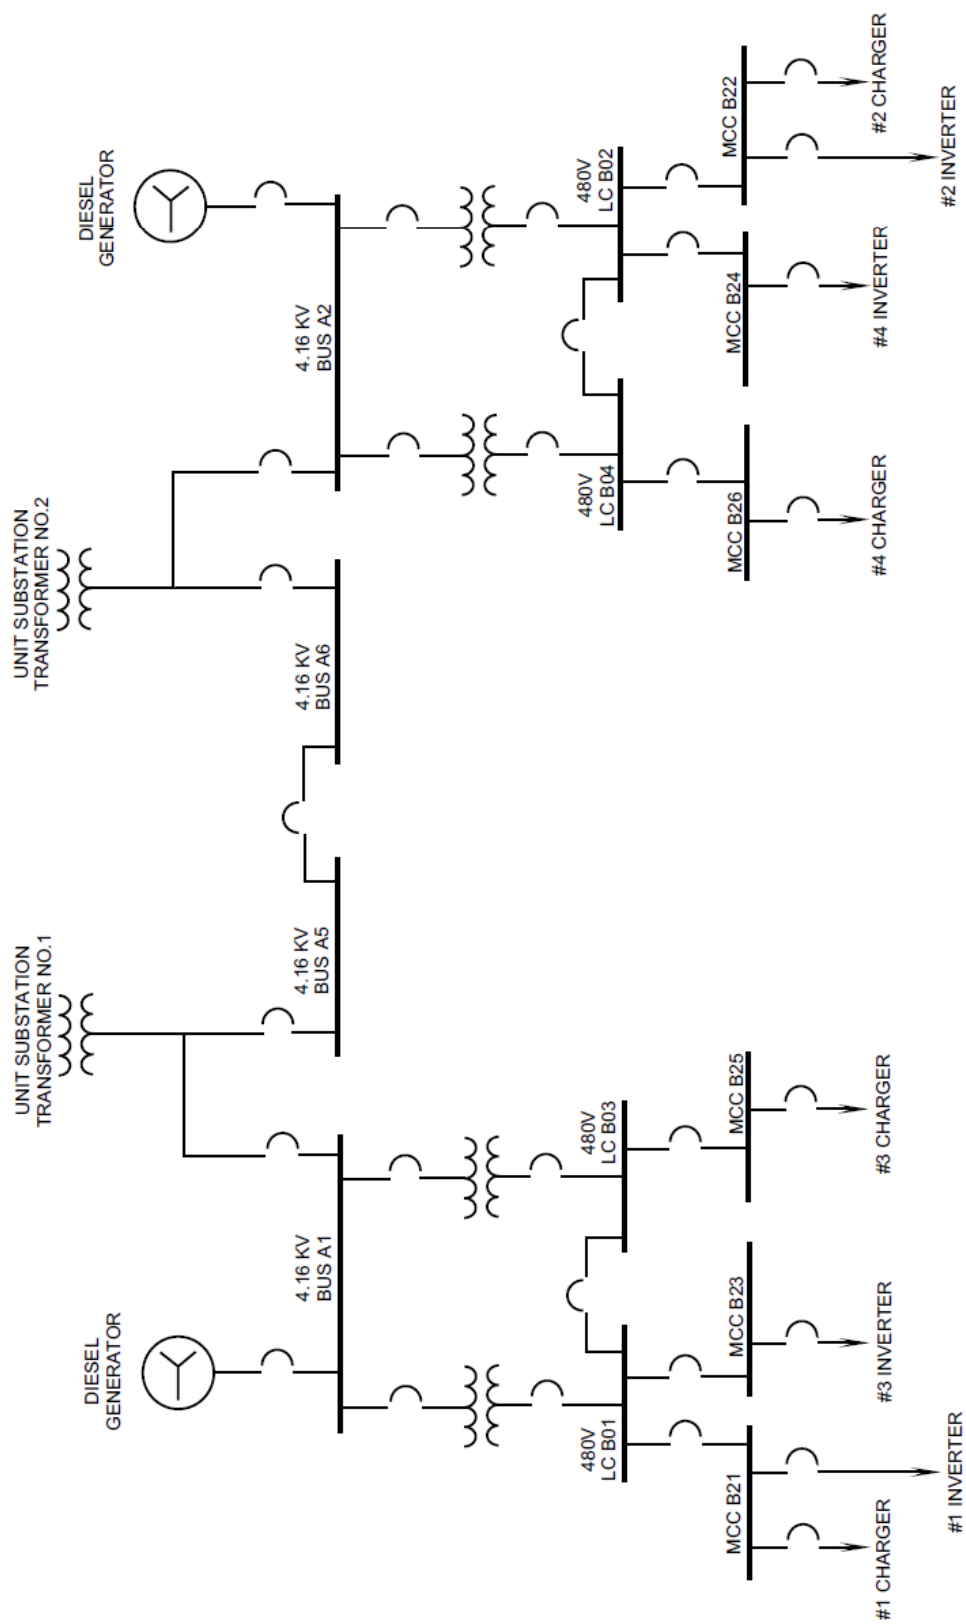 UNIT SUBSTATION
TRANSFORMER NO.1
UNIT SUBSTATION
TRANSFORMER NO.2
DIESEL
GENERATOR
DIESEL
GENERATOR
4.16 KV
BUS A1
4.16 KV
BUS A5
4.16 KV
BUS A6
4.16 KV
BUS A2
480V
LC B01
480V
LC B03
480V
LC B04
480V
LC B02
MCC B21
MCC B23
MCC B25
MCC B26
MCC B24
MCC B22
#1 CHARGER
#1 INVERTER
#3 INVERTER
#3 CHARGER
#4 CHARGER
#4 INVERTER
#2 INVERTER
#2 CHARGER